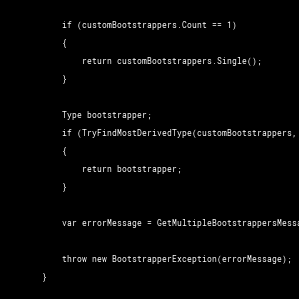 if (customBootstrappers.Count == 1)
{
return customBootstrappers.Single();
}
Type bootstrapper;
if (TryFindMostDerivedType(customBootstrappers,
{
return bootstrapper;
}
var errorMessage = GetMultipleBootstrappersMessa
throw new BootstrapperException(errorMessage);
}